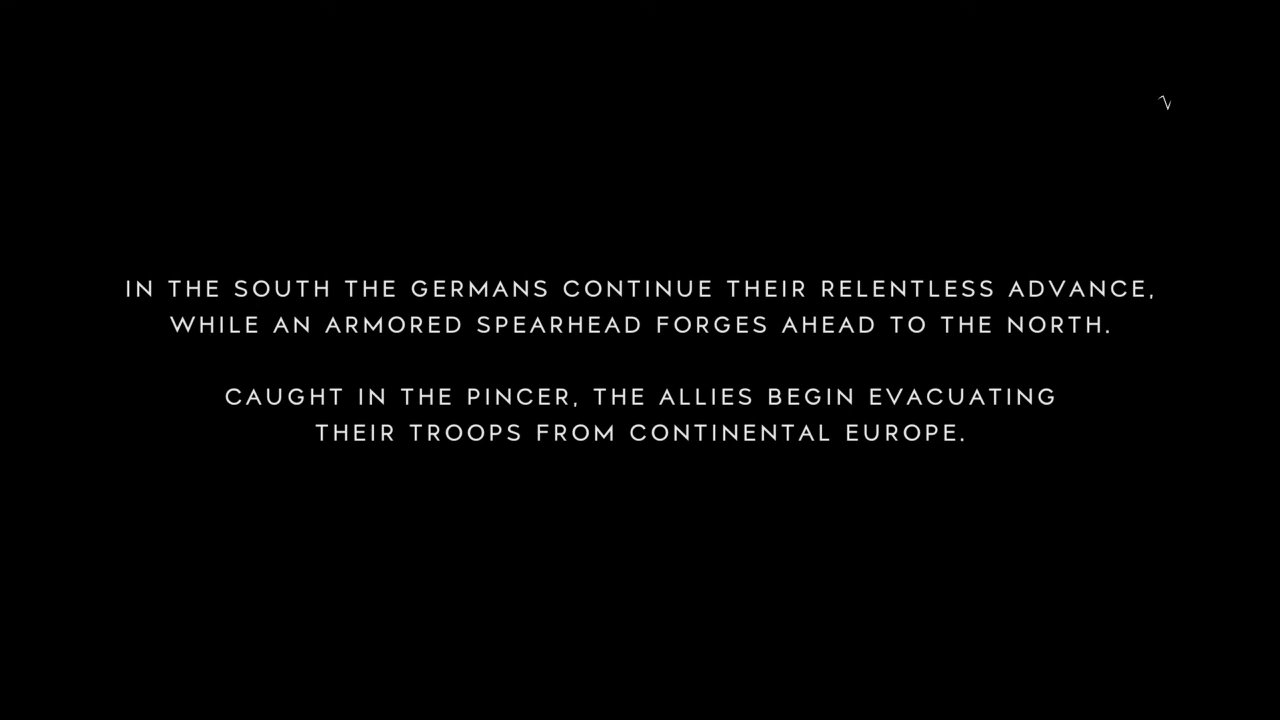 IN THE SOUTH THE GERMANS CONTINUE THEIR RELENTLESS ADVANCE,
WHILE AN ARMORED SPEARHEAD FORGES AHEAD TO THE NORTH.
CAUGHT IN THE PINCER, THE ALLIES BEGIN EVACUATING
THEIR TROOPS FROM CONTINENTAL EUROPE.